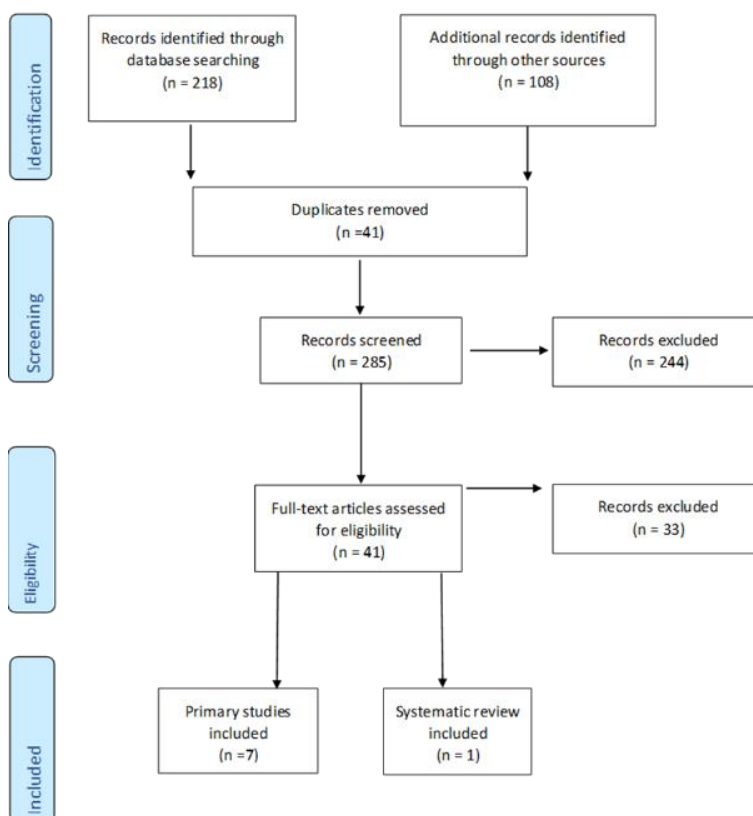 Identification
Records identified through
database searching
(n = 218)
Additional records identified
through other sources
(n = 108)
Duplicates removed
(n =41)
Screening
Records screened
(n = 285)
Records excluded
(n = 244)
Eligibility
Full-text articles assessed
for eligibility
(n = 41)
Records excluded
(n = 33)
Included
Primary studies
included
(n =7)
Systematic review
included
(n = 1)